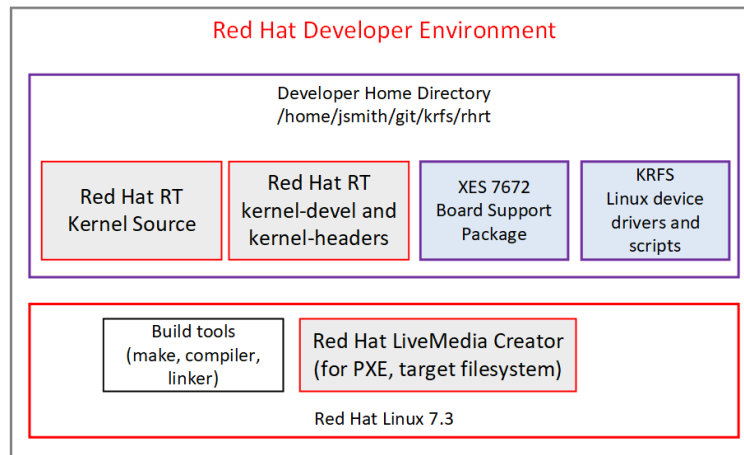 Red Hat Developer Environment
Developer Home Directory
/home/jsmith/git/krfs/rhrt
Red Hat RT
Kernel Source
Red Hat RT
kernel-devel and
kernel-headers
XES 7672
Board Support
Package
KRFS
Linux device
drivers and
scripts
Build tools
(make, compiler,
linker)
Red Hat LiveMedia Creator
(for PXE, target filesystem)
Red Hat Linux 7.3